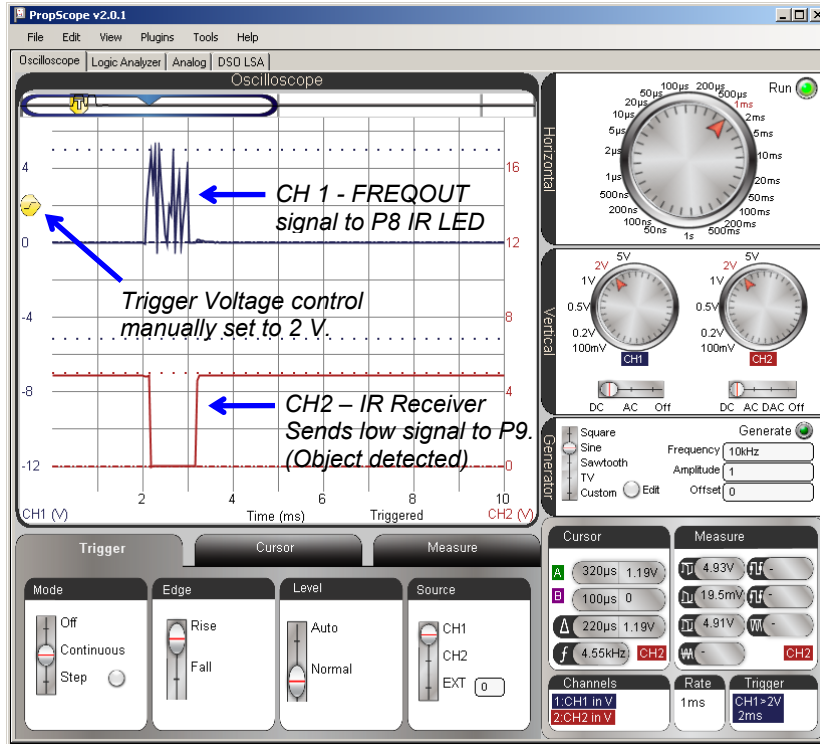 PropScope v2.0.1
File Edit View Plugins Tools Help
Oscilloscope Logic Analyzer Analog DSO LSA
Oscilloscope
T
4
0
-4
-8
-12
16
12
8
4
0
CH 1 - FREQOUT
signal to P8 IR LED
Trigger Voltage control
manually set to 2 V.
CH2 – IR Receiver
Sends low signal to P9.
(Object detected)
2 4 6 8 10
CH1 (V) Time (ms) Triggered CH2 (V)
Horizontal
Run
50ns
100ns
200ns
500ns
1µs
2µs
5µs
10µs
20µs
50µs
100µs
200µs
500µs
1ms
2ms
5ms
10ms
20ms
50ms
100ms
200ms
500ms
1s
Vertical
5V
2V
1V
0.5V
0.2V
100mV
CH1
DC AC Off
5V
2V
1V
0.5V
0.2V
100mV
CH2
DC AC DAC Off
Generator
Square
Sine
Sawtooth
TV
Custom Edit
Generate
Frequency 10kHz
Amplitude 1
Offset 0
Trigger Cursor Measure
Mode
Off
Continuous
Step
Edge
Rise
Fall
Level
Auto
Normal
Source
CH1
CH2
EXT 0
Cursor
A 320µs 1.19V
B 100µs 0
Δ 220µs 1.19V
f 4.55kHz CH2
Measure
4.93V -
19.5mV -
4.91V -
- CH2
Channels
1:CH1 in V
2:CH2 in V
Rate
1ms
Trigger
CH1>2V
2ms